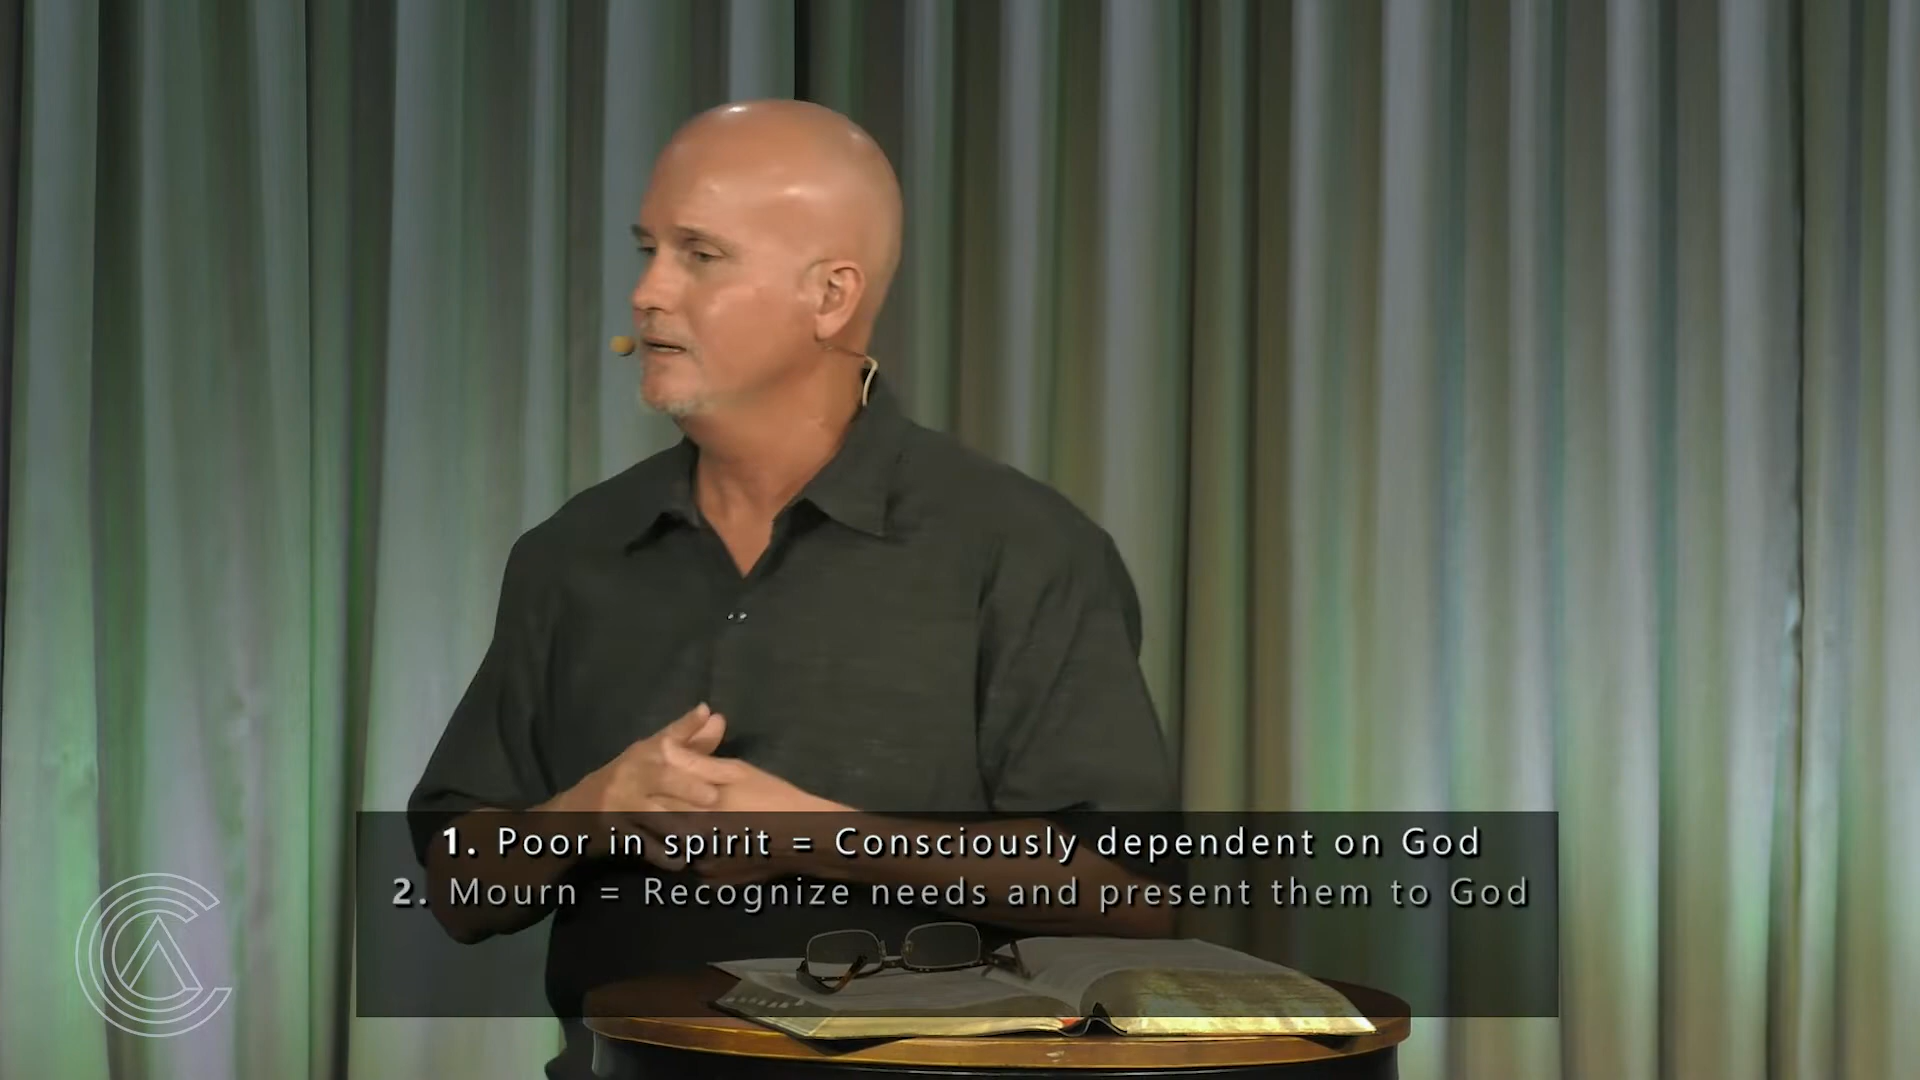 1. Poor in spirit = Consciously dependent on God
2. Mourn = Recognize needs and present them to God